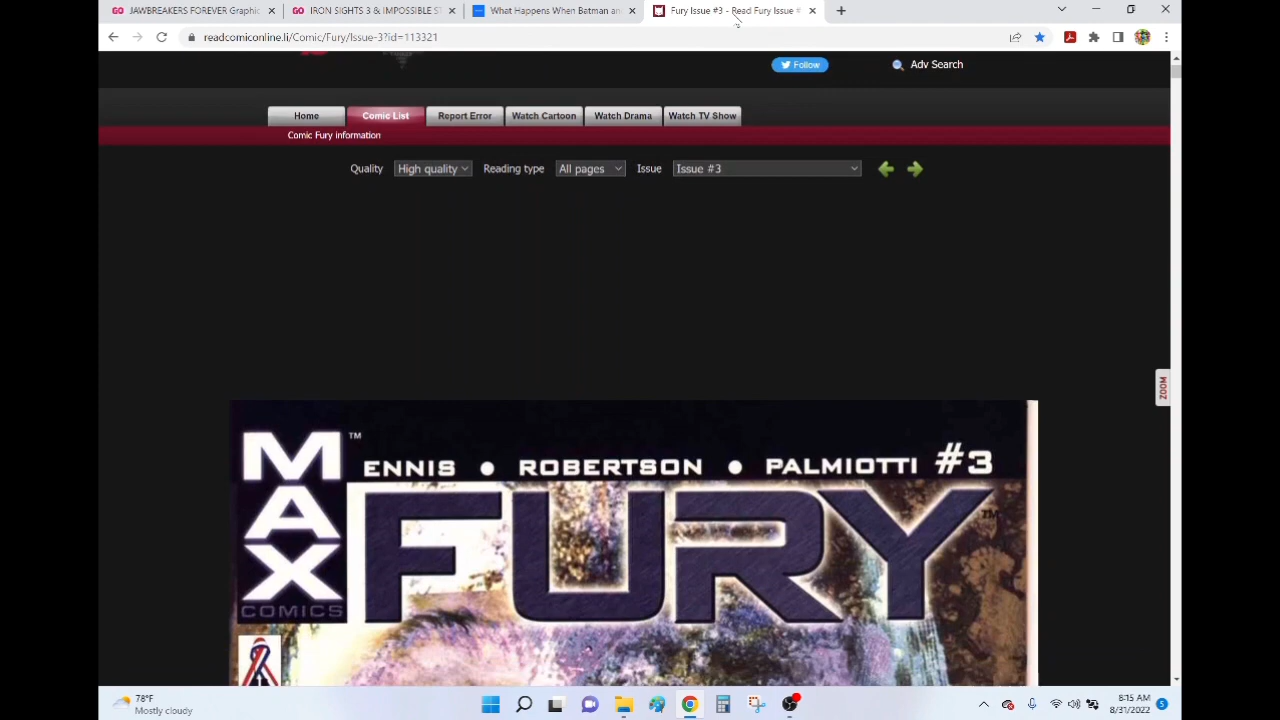 JAWBREAKERS FOREVER Graphic
IRON SIGHTS 3 & IMPOSSIBLE ST
What Happens When Batman an
Fury Issue #3 - Read Fury Issue #
readcomiconline.li/Comic/Fury/Issue-3?id=113321
Follow
Adv Search
Home
Comic List
Report Error
Watch Cartoon
Watch Drama
Watch TV Show
Comic Fury information
Quality
High quality
Reading type
All pages
Issue
Issue #3
ZOOM
MAX
COMICS
TM
ENNIS ● ROBERTSON ● PALMIOTTI #3
FURY
TM
78°F
Mostly cloudy
8:15 AM
8/31/2022
5